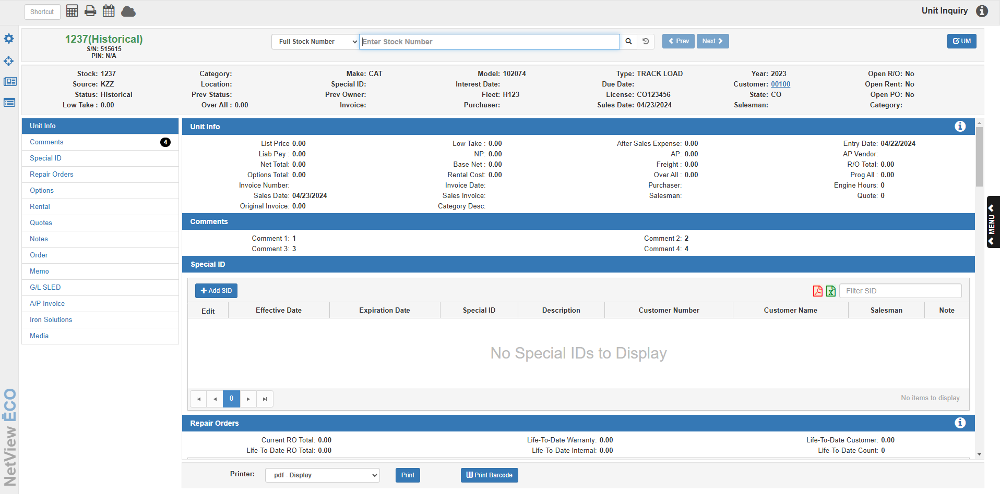 Shortcut
Unit Inquiry
1237(Historical)
S/N: 515615
PIN: N/A
Full Stock Number
Enter Stock Number
Prev
Next
UM
Stock: 1237
Category:
Make: CAT
Model: 102074
Type: TRACK LOAD
Year: 2023
Open R/O: No
Source: KZZ
Location:
Special ID:
Interest Date:
Due Date:
Customer: 00100
Open Rent: No
Status: Historical
Prev Status:
Prev Owner:
Fleet: H123
License: CO123456
State: CO
Open PO: No
Low Take : 0.00
Over All : 0.00
Invoice:
Purchaser:
Sales Date: 04/23/2024
Salesman:
Category:
Unit Info
Comments 4
Special ID
Repair Orders
Options
Rental
Quotes
Notes
Order
Memo
G/L SLED
A/P Invoice
Iron Solutions
Media
Unit Info
List Price 0.00
Low Take : 0.00
After Sales Expense: 0.00
Entry Date: 04/22/2024
Liab Pay : 0.00
NP: 0.00
AP: 0.00
AP Vendor:
Net Total: 0.00
Base Net : 0.00
Freight : 0.00
R/O Total: 0.00
Options Total: 0.00
Rental Cost: 0.00
Over All : 0.00
Prog All : 0.00
Invoice Number:
Invoice Date:
Purchaser:
Engine Hours: 0
Sales Date: 04/23/2024
Sales Invoice:
Salesman:
Quote: 0
Original Invoice: 0.00
Category Desc:
Comments
Comment 1: 1
Comment 2: 2
Comment 3: 3
Comment 4: 4
Special ID
Add SID
Filter SID
Edit
Effective Date
Expiration Date
Special ID
Description
Customer Number
Customer Name
Salesman
Note
No Special IDs to Display
0
No items to display
Repair Orders
Current RO Total: 0.00
Life-To-Date Warranty: 0.00
Life-To-Date Customer: 0.00
Life-To-Date RO Total: 0.00
Life-To-Date Internal: 0.00
Life-To-Date Count: 0
Printer:
pdf - Display
Print
Print Barcode
MENU
NetView ĒCO